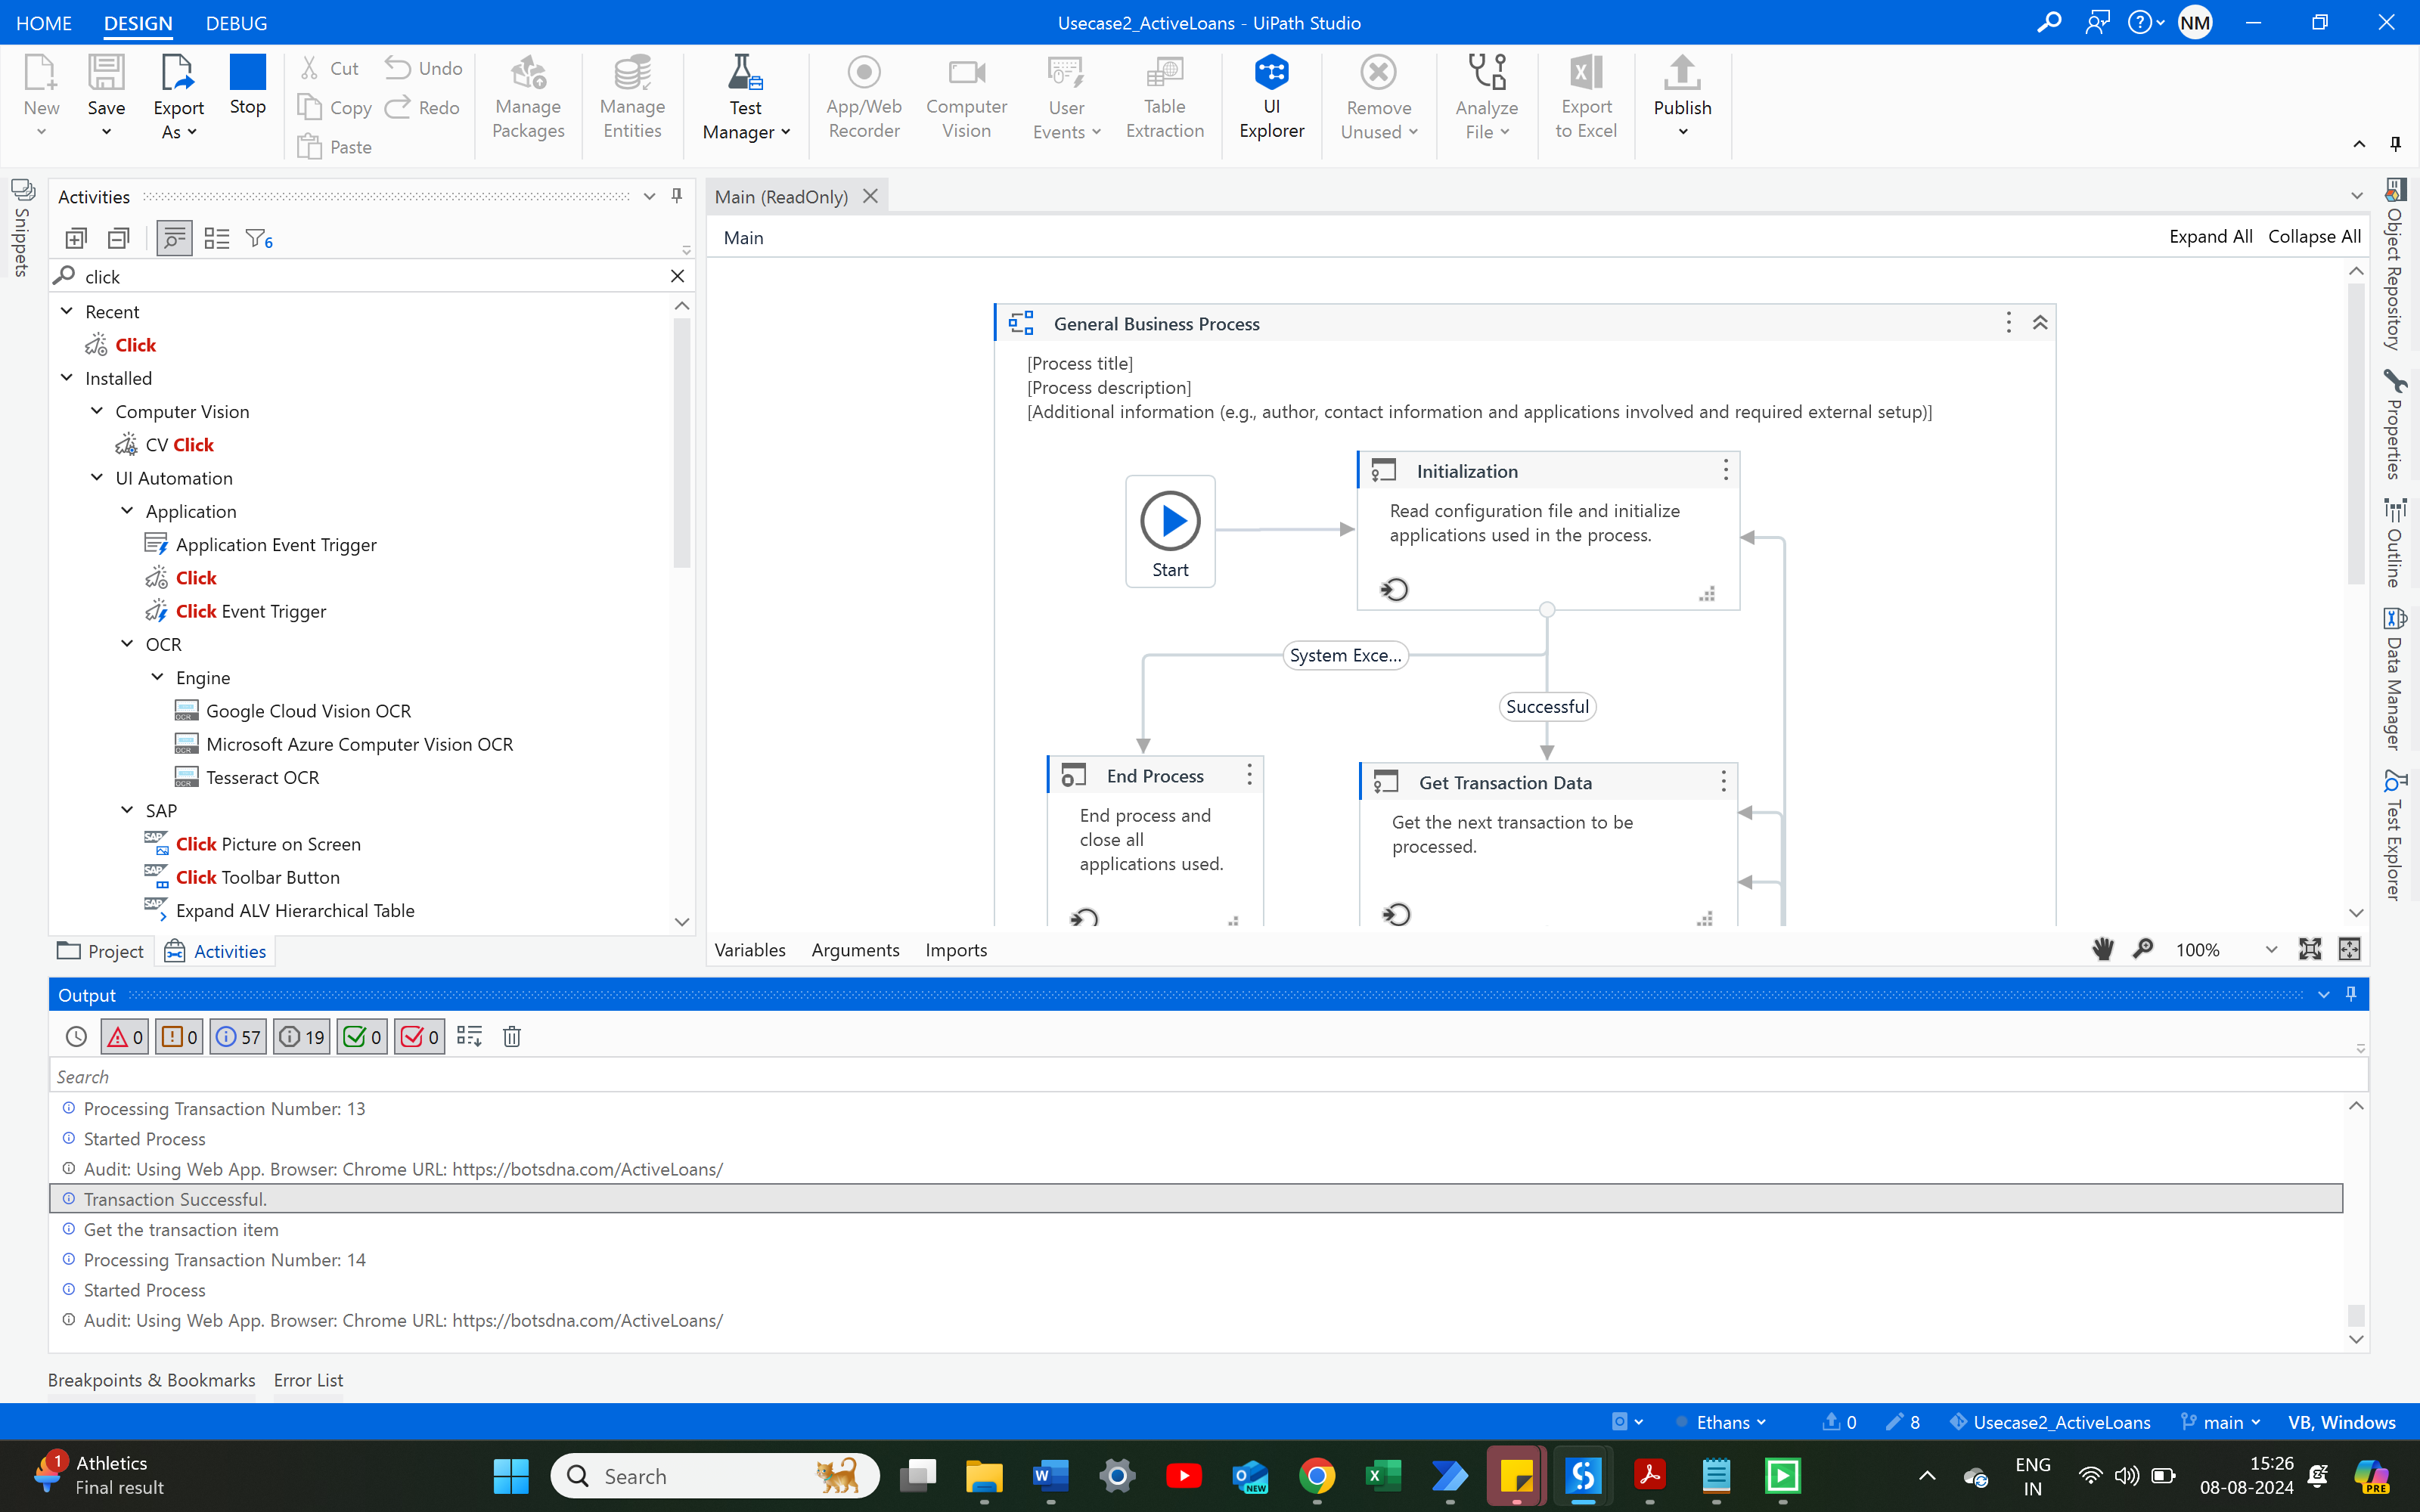 HOME DESIGN DEBUG
Usecase2_ActiveLoans - UiPath Studio
NM
New
Save
Export As
Stop
Cut
Copy
Paste
Undo
Redo
Manage Packages
Manage Entities
Test Manager
App/Web Recorder
Computer Vision
User Events
Table Extraction
UI Explorer
Remove Unused
Analyze File
Export to Excel
Publish
Snippets
Activities
6
click
Recent
Click
Installed
Computer Vision
CV Click
UI Automation
Application
Application Event Trigger
Click
Click Event Trigger
OCR
Engine
Google Cloud Vision OCR
Microsoft Azure Computer Vision OCR
Tesseract OCR
SAP
Click Picture on Screen
Click Toolbar Button
Expand ALV Hierarchical Table
Project Activities
Main (ReadOnly)
Main
Expand All Collapse All
General Business Process
[Process title]
[Process description]
[Additional information (e.g., author, contact information and applications involved and required external setup)]
Start
Initialization
Read configuration file and initialize
applications used in the process.
System Exce...
Successful
End Process
End process and
close all
applications used.
Get Transaction Data
Get the next transaction to be
processed.
Variables Arguments Imports
100%
Object Repository
Properties
Outline
Data Manager
Test Explorer
Output
0 0 57 19 0 0
Search
Processing Transaction Number: 13
Started Process
Audit: Using Web App. Browser: Chrome URL: https://botsdna.com/ActiveLoans/
Transaction Successful.
Get the transaction item
Processing Transaction Number: 14
Started Process
Audit: Using Web App. Browser: Chrome URL: https://botsdna.com/ActiveLoans/
Breakpoints & Bookmarks Error List
Ethans 0 8 Usecase2_ActiveLoans main VB, Windows
1
Athletics
Final result
Search
NEW
ENG
IN
15:26
08-08-2024
PRE